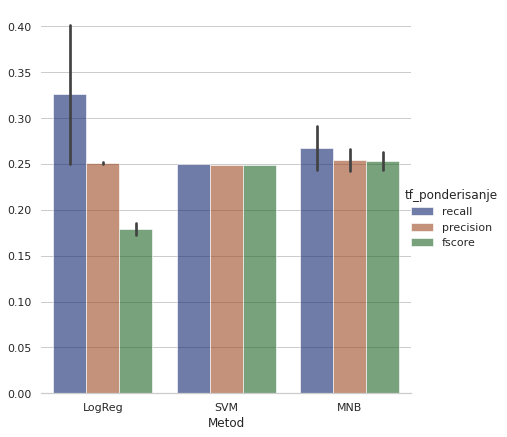 0.40
0.35
0.30
0.25
0.20
0.15
0.10
0.05
0.00
LogReg
SVM
MNB
Metod
tf_ponderisanje
recall
precision
fscore